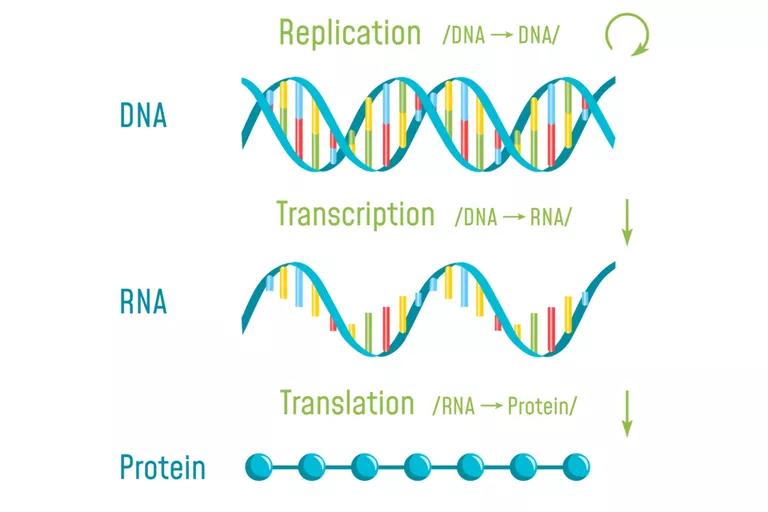 Replication /DNA → DNA/
DNA
Transcription /DNA → RNA/
RNA
Translation /RNA → Protein/
Protein